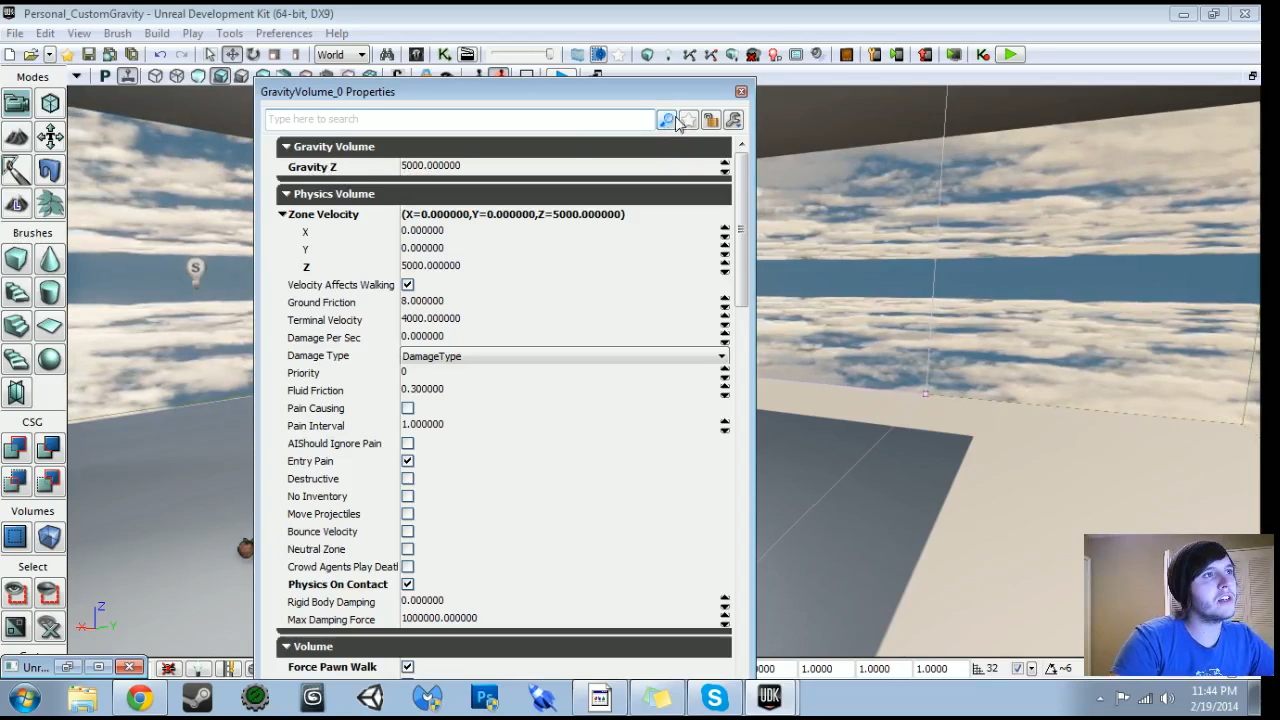 Personal_CustomGravity - Unreal Development Kit (64-bit, DX9)
File Edit View Brush Build Play Tools Preferences Help
World
Modes
P
GravityVolume_0 Properties
Type here to search
Gravity Volume
Gravity Z 5000.000000
Physics Volume
Zone Velocity (X=0.000000,Y=0.000000,Z=5000.000000)
X 0.000000
Y 0.000000
Z 5000.000000
Velocity Affects Walking
Ground Friction 8.000000
Terminal Velocity 4000.000000
Damage Per Sec 0.000000
Damage Type DamageType
Priority 0
Fluid Friction 0.300000
Pain Causing
Pain Interval 1.000000
AIShould Ignore Pain
Entry Pain
Destructive
No Inventory
Move Projectiles
Bounce Velocity
Neutral Zone
Crowd Agents Play Deatl
Physics On Contact
Rigid Body Damping 0.000000
Max Damping Force 1000000.000000
Volume
Force Pawn Walk
Brushes
CSG
Volumes
Select
S
Z
X Y
Unr...
0000 1.0000 1.0000 1.0000 32 ~6
UDK
11:44 PM
2/19/2014